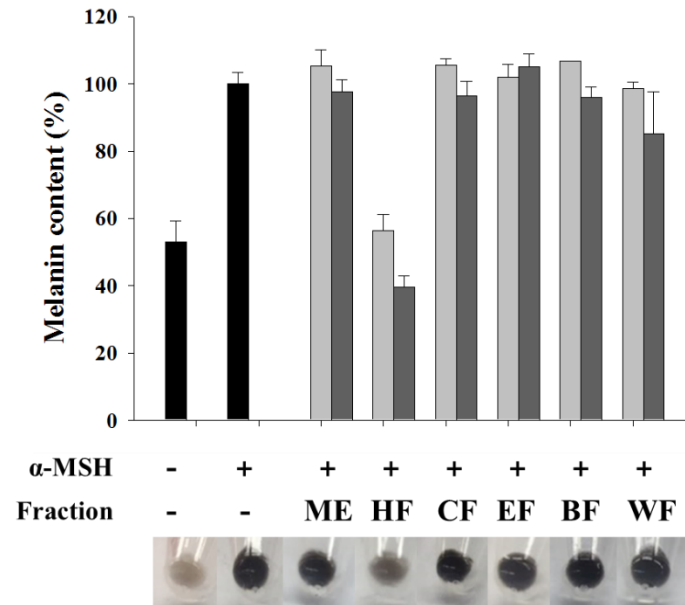 120
100
80
60
40
20
0
Melanin content (%)
α-MSH - + + + + + + +
Fraction - - ME HF CF EF BF WF